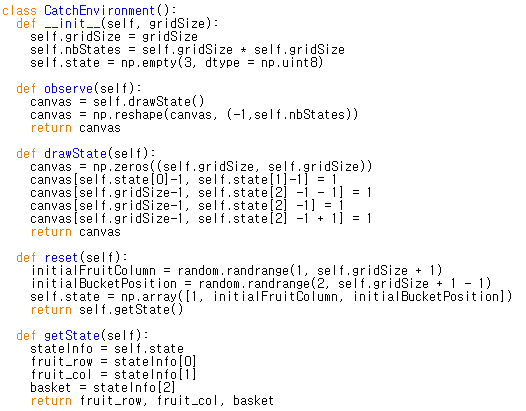 class CatchEnvironment():
  def __init__(self, gridSize):
    self.gridSize = gridSize
    self.nbStates = self.gridSize * self.gridSize
    self.state = np.empty(3, dtype = np.uint8)

  def observe(self):
    canvas = self.drawState()
    canvas = np.reshape(canvas, (-1,self.nbStates))
    return canvas

  def drawState(self):
    canvas = np.zeros((self.gridSize, self.gridSize))
    canvas[self.state[0]-1, self.state[1]-1] = 1
    canvas[self.gridSize-1, self.state[2] -1 - 1] = 1
    canvas[self.gridSize-1, self.state[2] -1] = 1
    canvas[self.gridSize-1, self.state[2] -1 + 1] = 1
    return canvas

  def reset(self):
    initialFruitColumn = random.randrange(1, self.gridSize + 1)
    initialBucketPosition = random.randrange(2, self.gridSize + 1 - 1)
    self.state = np.array([1, initialFruitColumn, initialBucketPosition])
    return self.getState()

  def getState(self):
    stateInfo = self.state
    fruit_row = stateInfo[0]
    fruit_col = stateInfo[1]
    basket = stateInfo[2]
    return fruit_row, fruit_col, basket